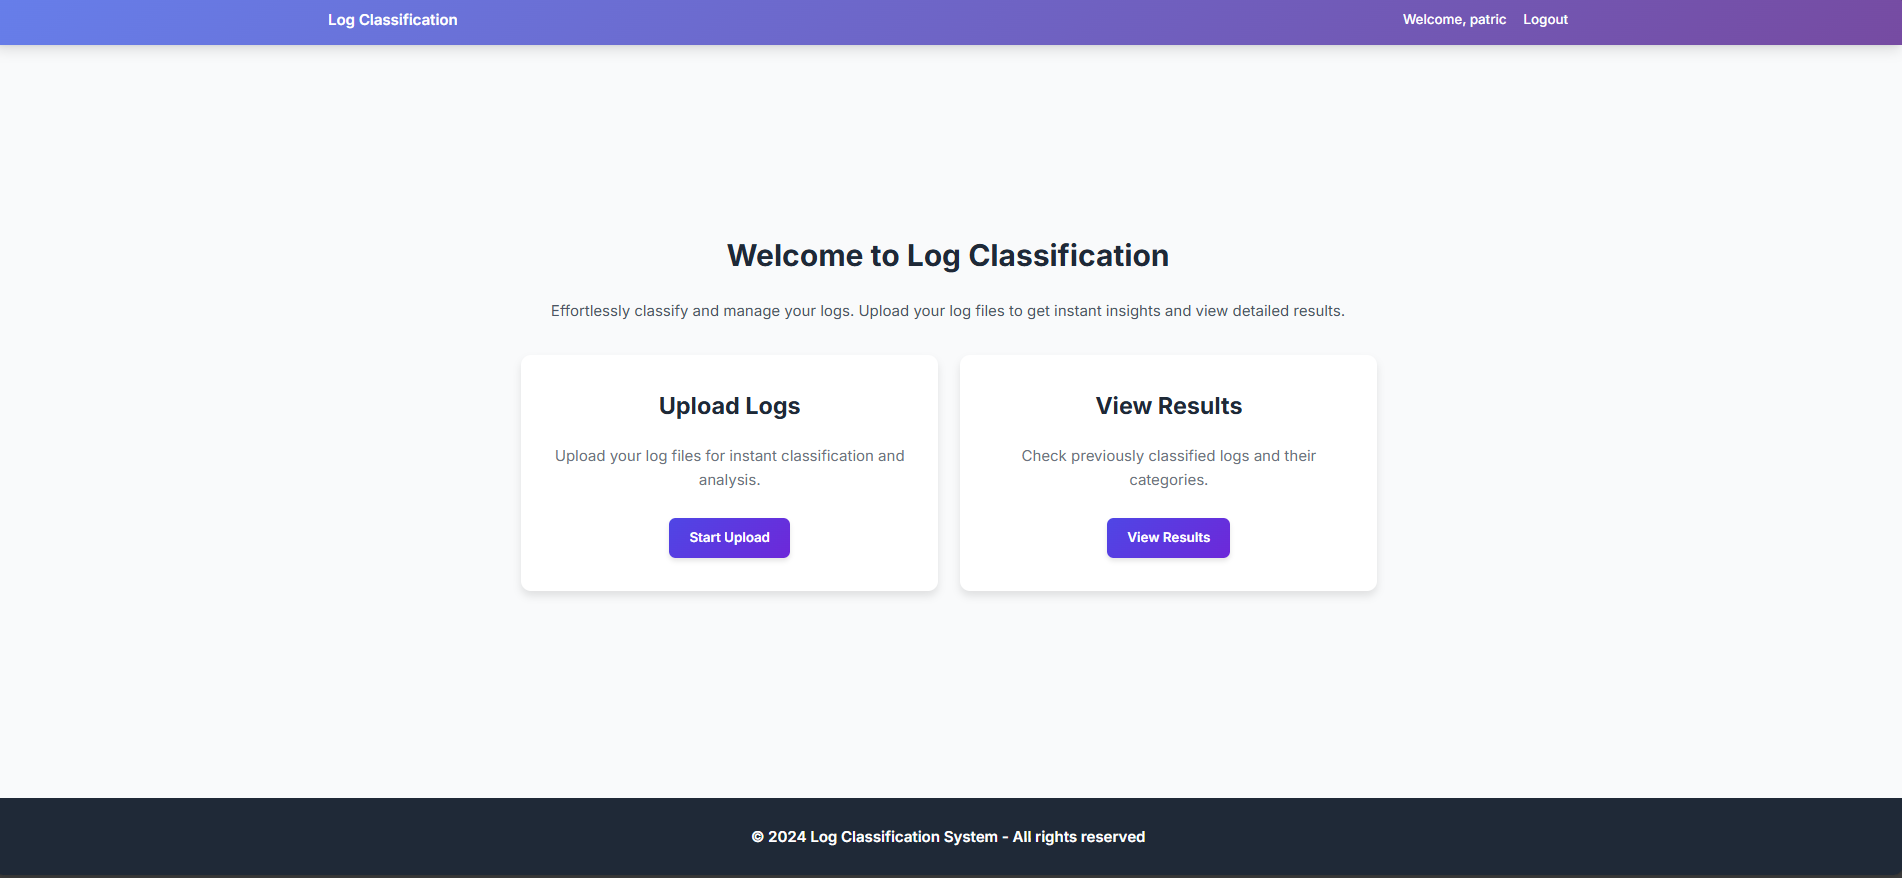 Log Classification
Welcome, patric
Logout
Welcome to Log Classification
Effortlessly classify and manage your logs. Upload your log files to get instant insights and view detailed results.
Upload Logs
Upload your log files for instant classification and
analysis.
Start Upload
View Results
Check previously classified logs and their
categories.
View Results
© 2024 Log Classification System - All rights reserved